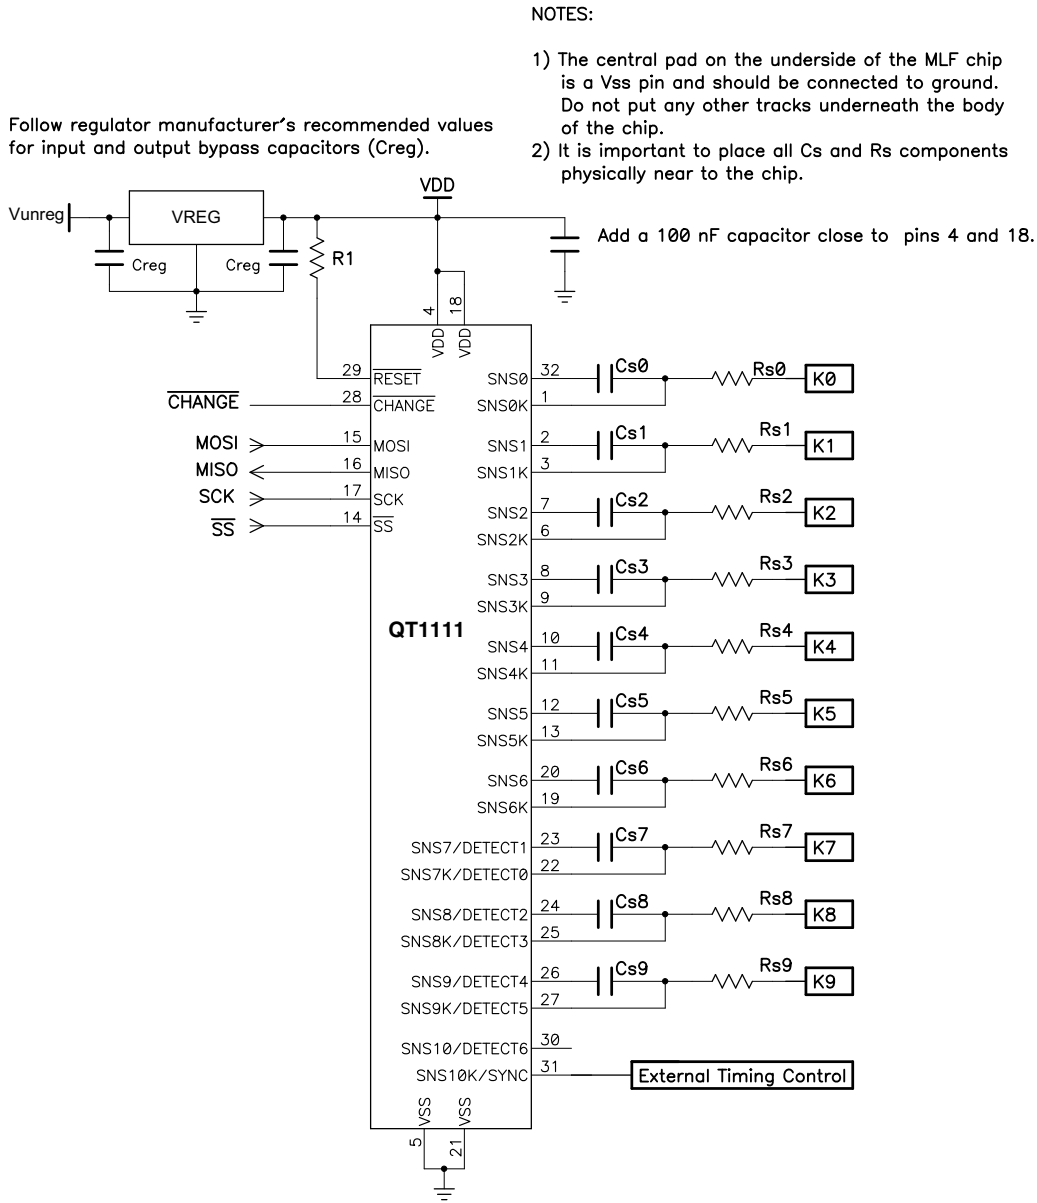 NOTES:
1) The central pad on the underside of the MLF chip
is a Vss pin and should be connected to ground.
Do not put any other tracks underneath the body
of the chip.
2) It is important to place all Cs and Rs components
physically near to the chip.
Follow regulator manufacturer's recommended values
for input and output bypass capacitors (Creg).
VDD
Vunreg
VREG
Creg
Creg
R1
Add a 100 nF capacitor close to pins 4 and 18.
4
18
VDD
VDD
29
RESET
CHANGE
28
CHANGE
MOSI
15
MOSI
MISO
16
MISO
SCK
17
SCK
SS
14
SS
QT1111
SNS0
32
Cs0
Rs0
K0
SNS0K
1
SNS1
2
Cs1
Rs1
K1
SNS1K
3
SNS2
7
Cs2
Rs2
K2
SNS2K
6
SNS3
8
Cs3
Rs3
K3
SNS3K
9
SNS4
10
Cs4
Rs4
K4
SNS4K
11
SNS5
12
Cs5
Rs5
K5
SNS5K
13
SNS6
20
Cs6
Rs6
K6
SNS6K
19
SNS7/DETECT1
23
Cs7
Rs7
K7
SNS7K/DETECT0
22
SNS8/DETECT2
24
Cs8
Rs8
K8
SNS8K/DETECT3
25
SNS9/DETECT4
26
Cs9
Rs9
K9
SNS9K/DETECT5
27
SNS10/DETECT6
30
SNS10K/SYNC
31
External Timing Control
VSS
VSS
5
21